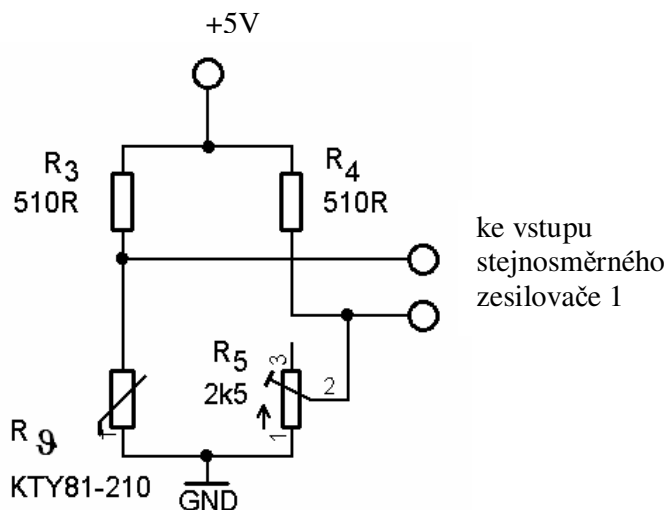 +5V
R3
510R
R4
510R
ke vstupu
stejnosměrného
zesilovače 1
R5
2k5
3
2
1
Rϑ
T
KTY81-210
GND